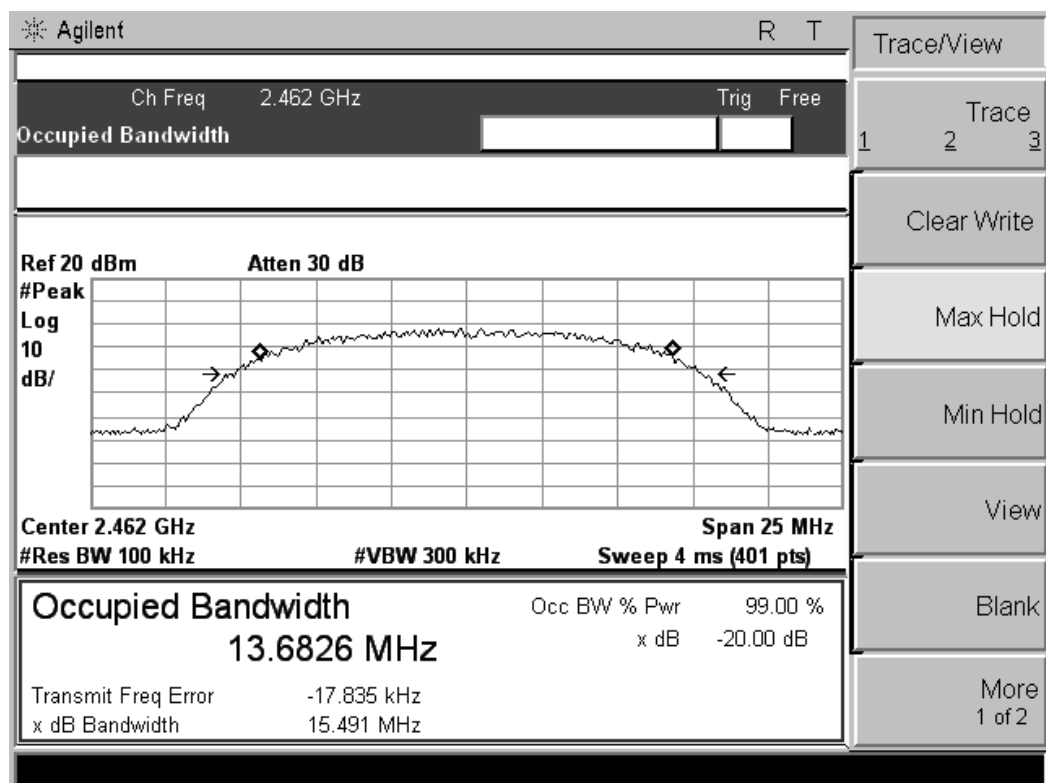 Agilent
R T
Trace/View
Ch Freq 2.462 GHz Trig Free
Occupied Bandwidth
Trace
1 2 3
Clear Write
Max Hold
Min Hold
View
Blank
More
1 of 2
Ref 20 dBm Atten 30 dB
#Peak
Log
10
dB/
Center 2.462 GHz Span 25 MHz
#Res BW 100 kHz #VBW 300 kHz Sweep 4 ms (401 pts)
Occupied Bandwidth
13.6826 MHz
Occ BW % Pwr 99.00 %
x dB -20.00 dB
Transmit Freq Error -17.835 kHz
x dB Bandwidth 15.491 MHz